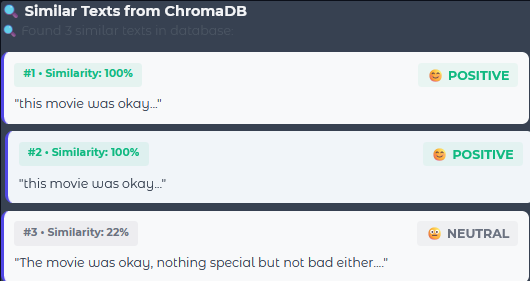 Similar Texts from ChromaDB
Found 3 similar texts in database
#1 • Similarity: 100%
POSITIVE
"this movie was okay..."
#2 • Similarity: 100%
POSITIVE
"this movie was okay..."
#3 • Similarity: 22%
NEUTRAL
"The movie was okay, nothing special but not bad either...."